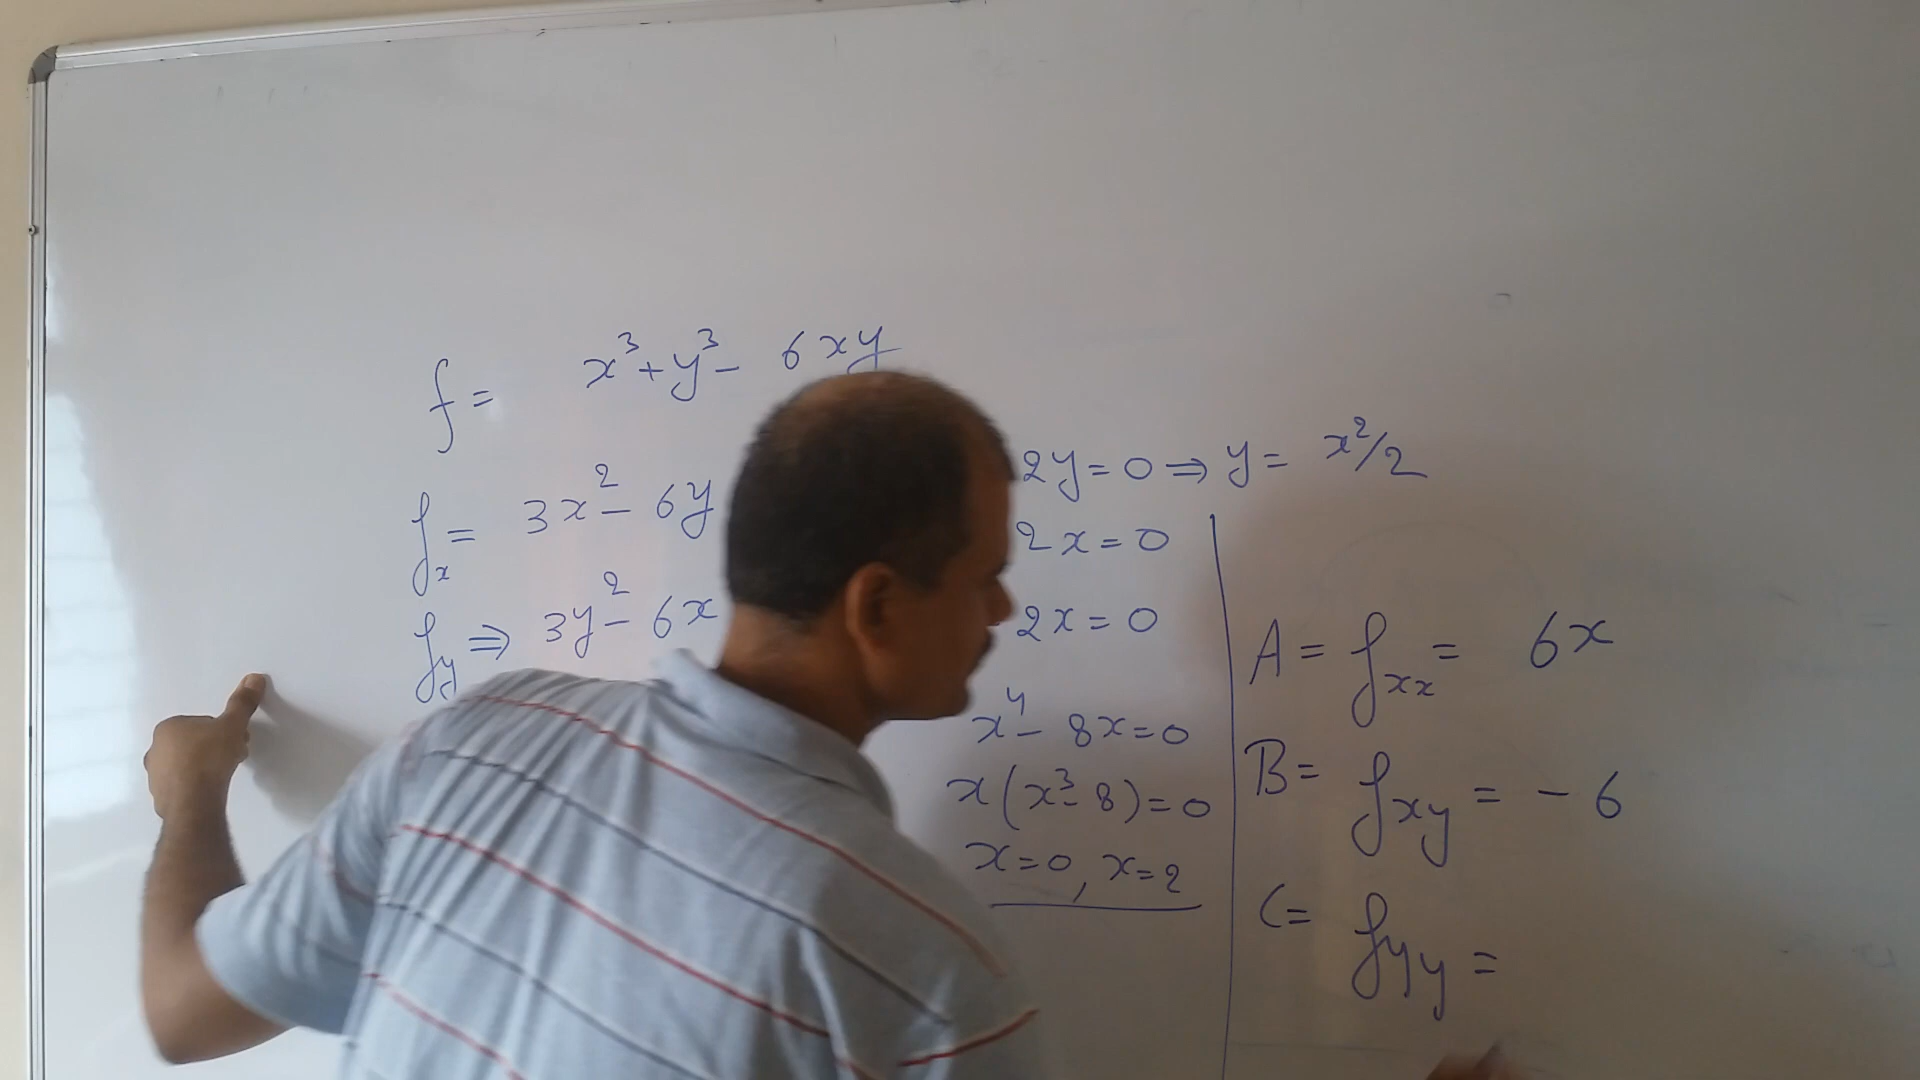 f = x³ + y³ - 6xy
fx = 3x² - 6y
2y = 0 ⇒ y = x²/2
2x = 0
fy ⇒ 3y² - 6x
2x = 0
x⁴ - 8x = 0
x(x³ - 8) = 0
x = 0, x = 2
A = fxx = 6x
B = fxy = - 6
C = fyy =